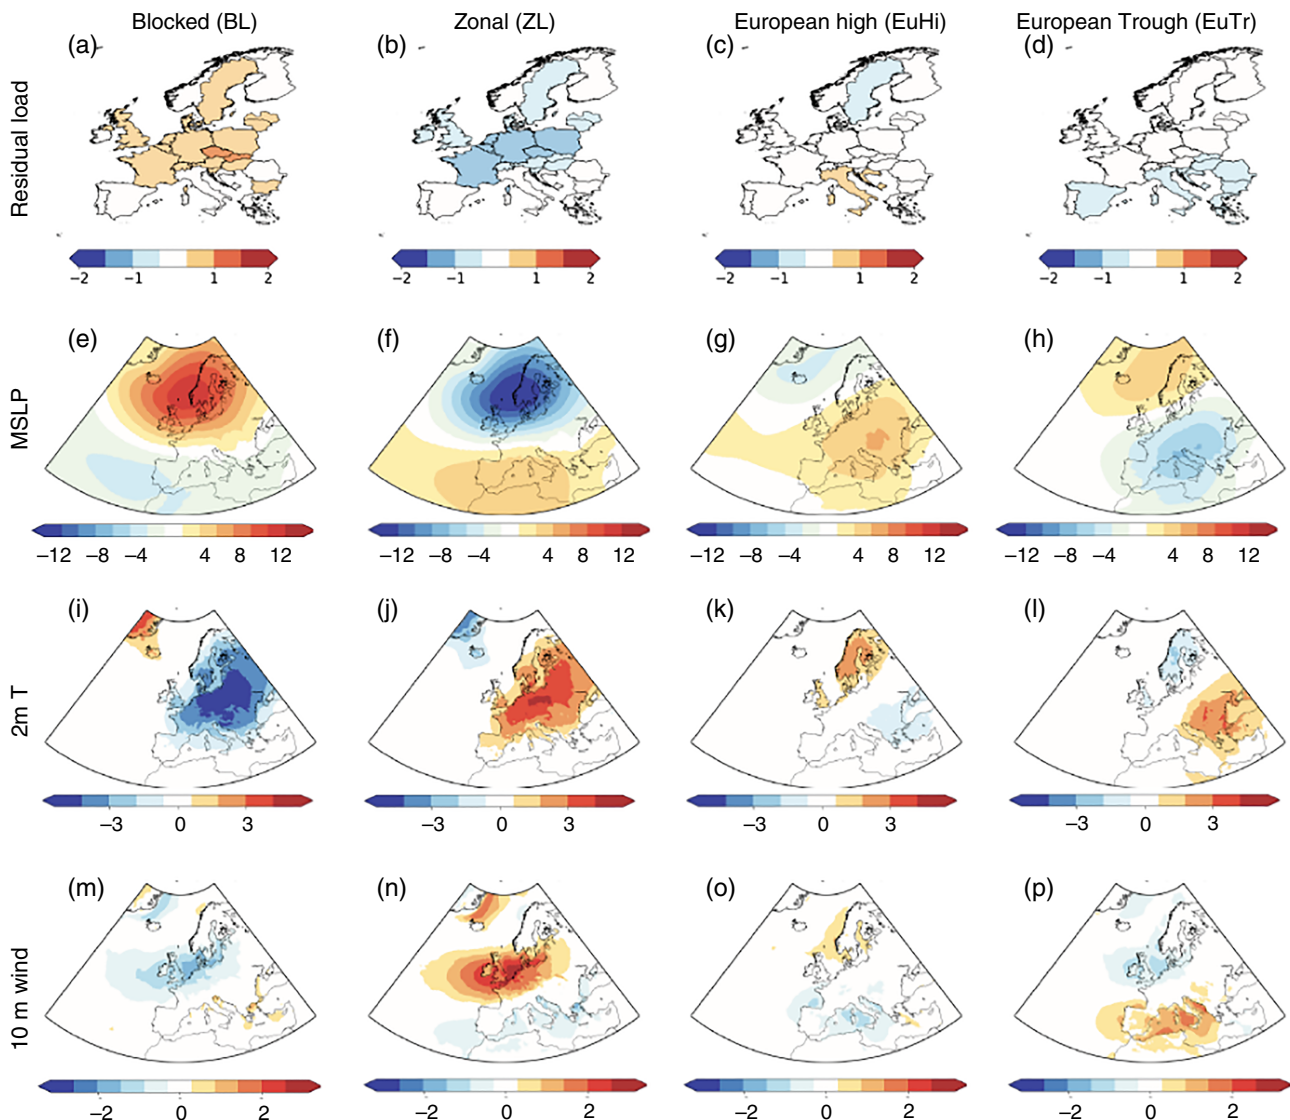 Blocked (BL) Zonal (ZL) European high (EuHi) European Trough (EuTr)
(a) (b) (c) (d)
Residual load
−2 −1 1 2 −2 −1 1 2 −2 −1 1 2 −2 −1 1 2
(e) (f) (g) (h)
MSLP
−12 −8 −4 4 8 12 −12 −8 −4 4 8 12 −12 −8 −4 4 8 12 −12 −8 −4 4 8 12
(i) (j) (k) (l)
2m T
−3 0 3 −3 0 3 −3 0 3 −3 0 3
(m) (n) (o) (p)
10 m wind
−2 0 2 −2 0 2 −2 0 2 −2 0 2